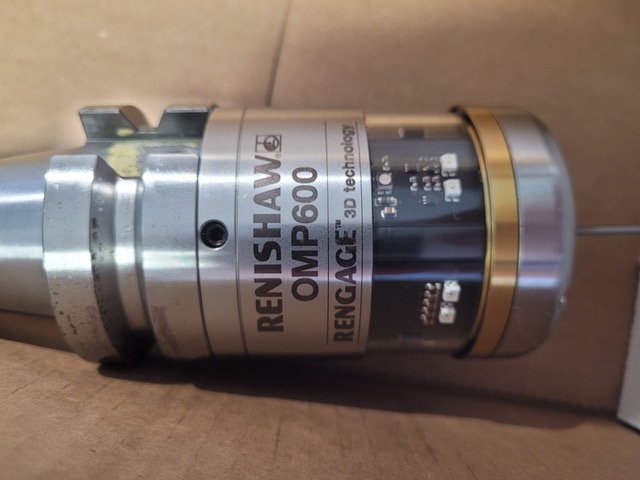 RENISHAW
OMP600
RENGAGE™ 3D technology